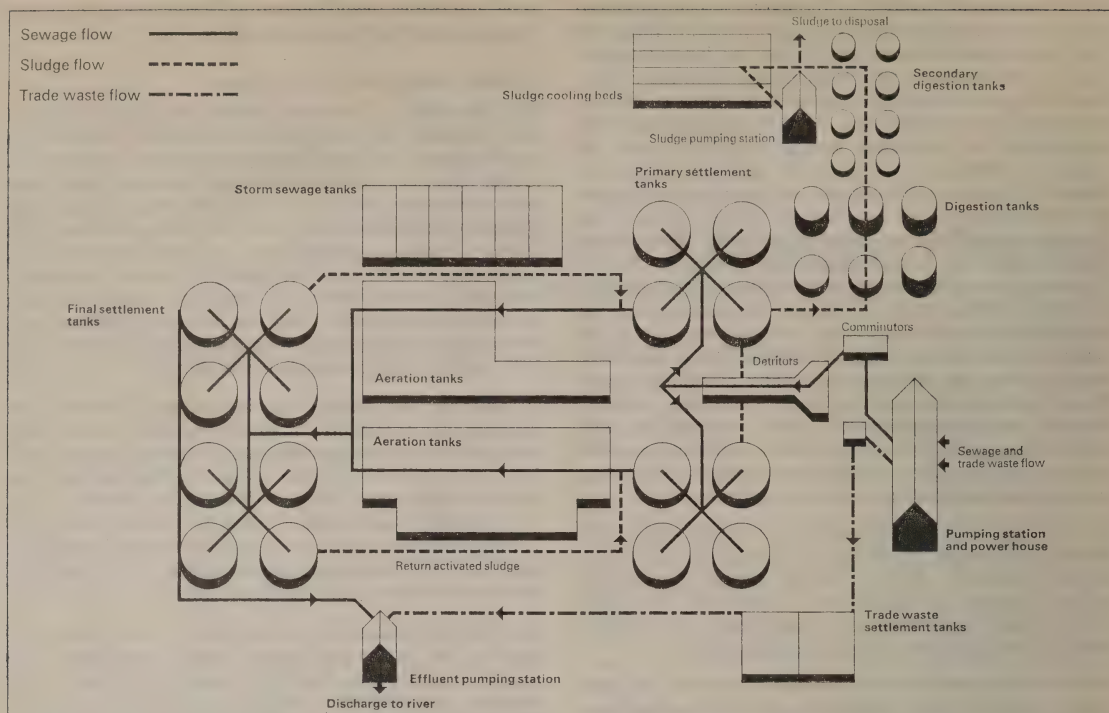 Sewage flow
Sludge flow
Trade waste flow
Sludge to disposal
Secondary
digestion tanks
Sludge cooling beds
Sludge pumping station
Primary settlement
tanks
Storm sewage tanks
Digestion tanks
Final settlement
tanks
Comminutors
Detritors
Aeration tanks
Aeration tanks
Sewage and
trade waste flow
Pumping station
and power house
Return activated sludge
Trade waste
settlement tanks
Effluent pumping station
Discharge to river